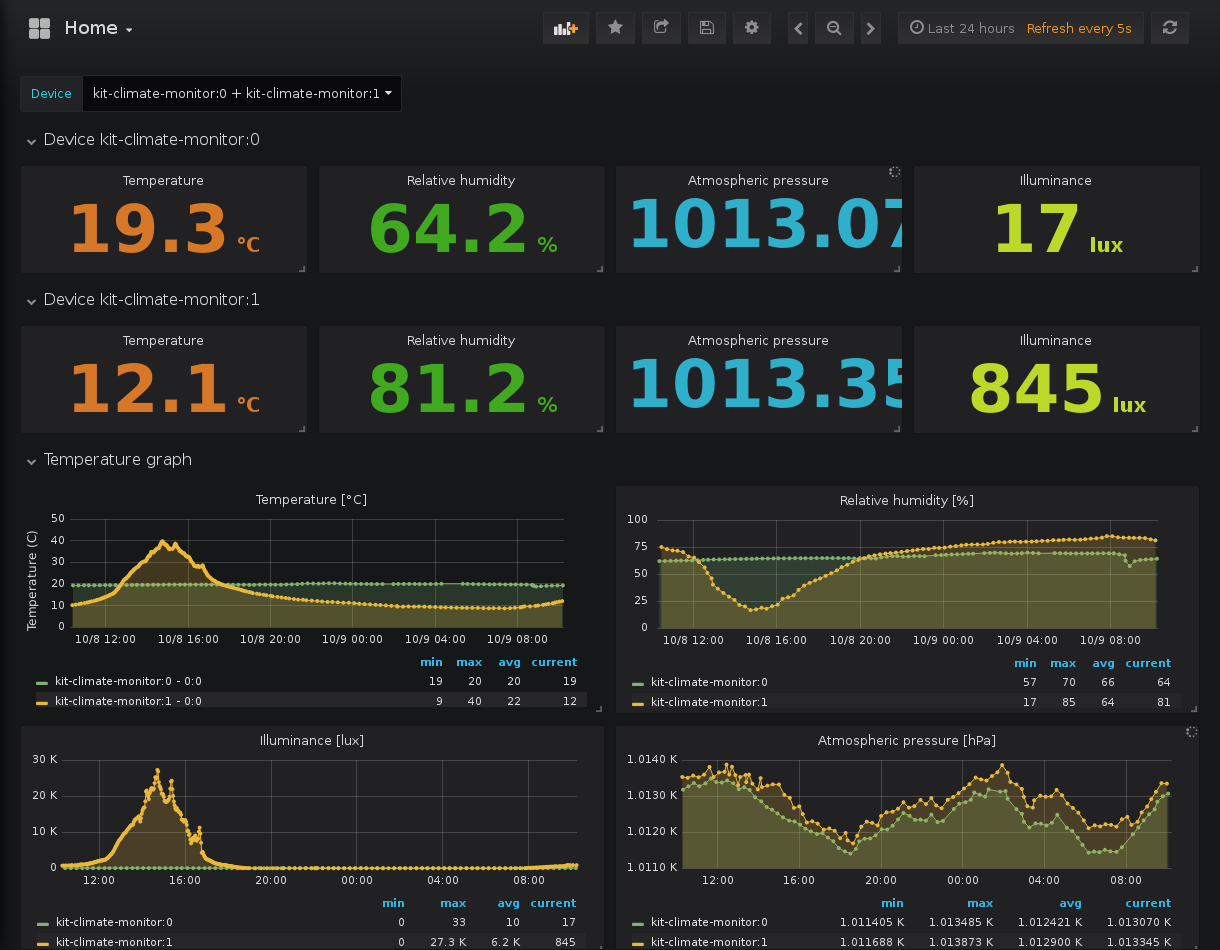 Home
Last 24 hours Refresh every 5s
Device kit-climate-monitor:0 + kit-climate-monitor:1
Device kit-climate-monitor:0
Temperature Relative humidity Atmospheric pressure Illuminance
19.3 °C 64.2 % 1013.07 17 lux
Device kit-climate-monitor:1
Temperature Relative humidity Atmospheric pressure Illuminance
12.1 °C 81.2 % 1013.35 845 lux
Temperature graph
Temperature [°C]
Temperature (C)
50
40
30
20
10
0
10/8 12:00 10/8 16:00 10/8 20:00 10/9 00:00 10/9 04:00 10/9 08:00
min max avg current
kit-climate-monitor:0 - 0:0 19 20 20 19
kit-climate-monitor:1 - 0:0 9 40 22 12
Relative humidity [%]
100
75
50
25
0
10/8 12:00 10/8 16:00 10/8 20:00 10/9 00:00 10/9 04:00 10/9 08:00
min max avg current
kit-climate-monitor:0 57 70 66 64
kit-climate-monitor:1 17 85 64 81
Illuminance [lux]
30 K
20 K
10 K
0
12:00 16:00 20:00 00:00 04:00 08:00
min max avg current
kit-climate-monitor:0 0 33 10 17
kit-climate-monitor:1 0 27.3 K 6.2 K 845
Atmospheric pressure [hPa]
1.0140 K
1.0130 K
1.0120 K
1.0110 K
12:00 16:00 20:00 00:00 04:00 08:00
min max avg current
kit-climate-monitor:0 1.011405 K 1.013485 K 1.012421 K 1.013070 K
kit-climate-monitor:1 1.011688 K 1.013873 K 1.012900 K 1.013345 K